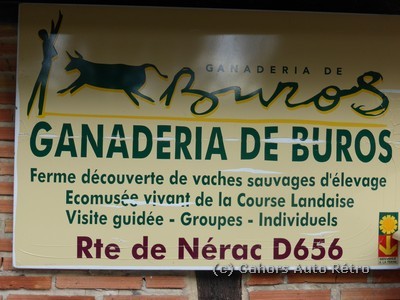 GANADERIA DE
Buros
GANADERIA DE BUROS
Ferme découverte de vaches sauvages d'élevage
Ecomusée vivant de la Course Landaise
Visite guidée - Groupes - Individuels
Rte de Nérac D656
(c) Cahors Auto Rétro